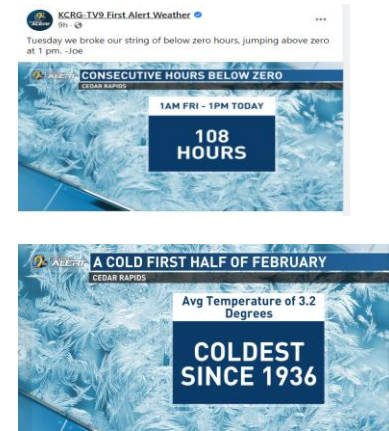 KCRG-TV9 First Alert Weather
9h
Tuesday we broke our string of below zero hours, jumping above zero
at 1 pm. -Joe
ALERT CONSECUTIVE HOURS BELOW ZERO
CEDAR RAPIDS
1AM FRI - 1PM TODAY
108
HOURS
ALERT A COLD FIRST HALF OF FEBRUARY
CEDAR RAPIDS
Avg Temperature of 3.2
Degrees
COLDEST
SINCE 1936